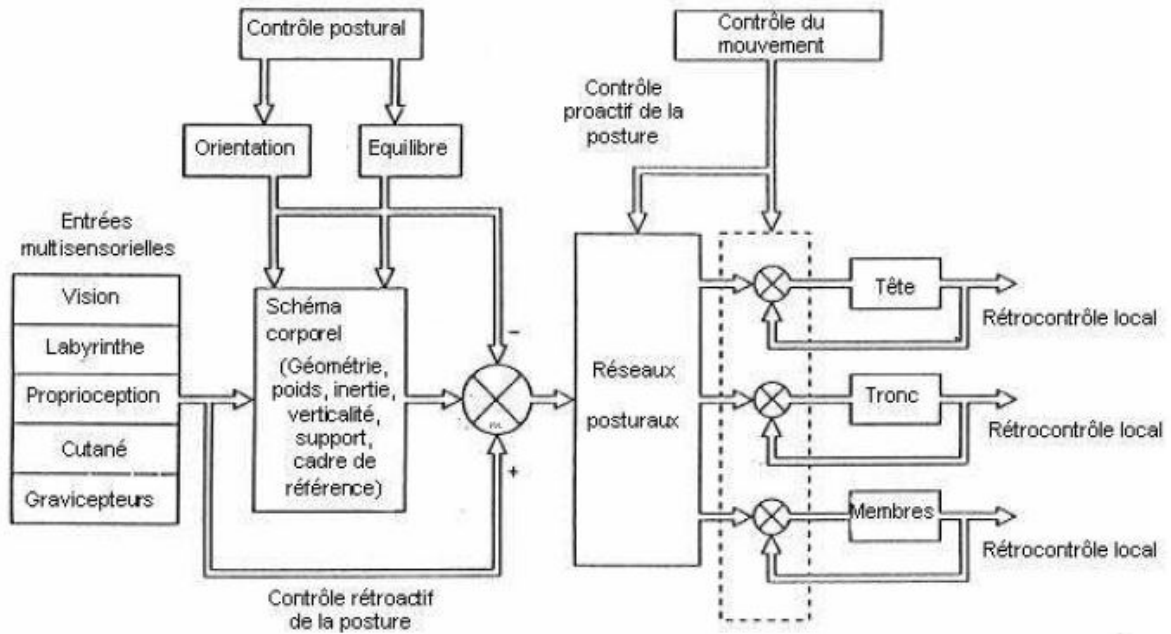 Contrôle postural
Contrôle du
mouvement
Contrôle
proactif de la
posture
Orientation
Equilibre
Entrées
multisensorielles
Vision
Labyrinthe
Proprioception
Cutané
Gravicepteurs
Schéma
corporel
(Géométrie,
poids, inertie,
verticalité,
support,
cadre de
référence)
−
m
+
Contrôle rétroactif
de la posture
Réseaux
posturaux
Tête
Rétrocontrôle local
Tronc
Rétrocontrôle local
Membres
Rétrocontrôle local